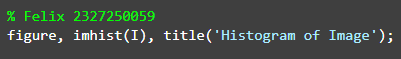 % Felix 2327250059
figure, imhist(I), title('Histogram of Image');